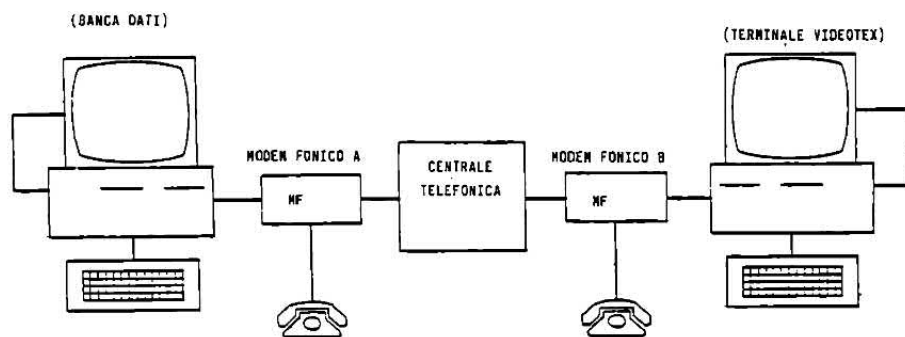 (BANCA DATI)
(TERMINALE VIDEOTEX)
MODEM FONICO A
CENTRALE
TELEFONICA
MODEM FONICO B
MF
MF